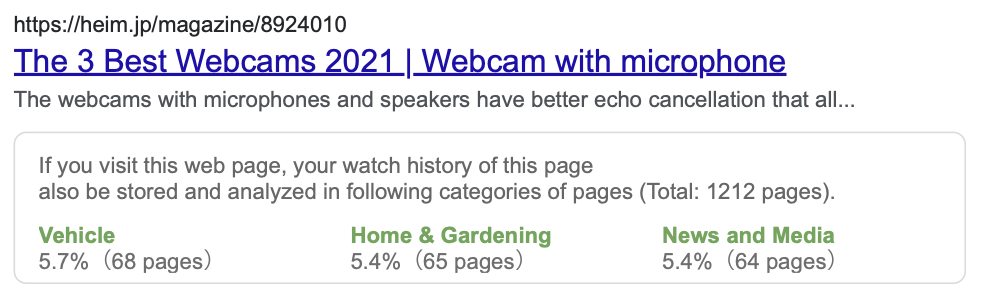 https://heim.jp/magazine/8924010
The 3 Best Webcams 2021 | Webcam with microphone
The webcams with microphones and speakers have better echo cancellation that all...
If you visit this web page, your watch history of this page
also be stored and analyzed in following categories of pages (Total: 1212 pages).
Vehicle Home & Gardening News and Media
5.7%（68 pages） 5.4%（65 pages） 5.4%（64 pages）